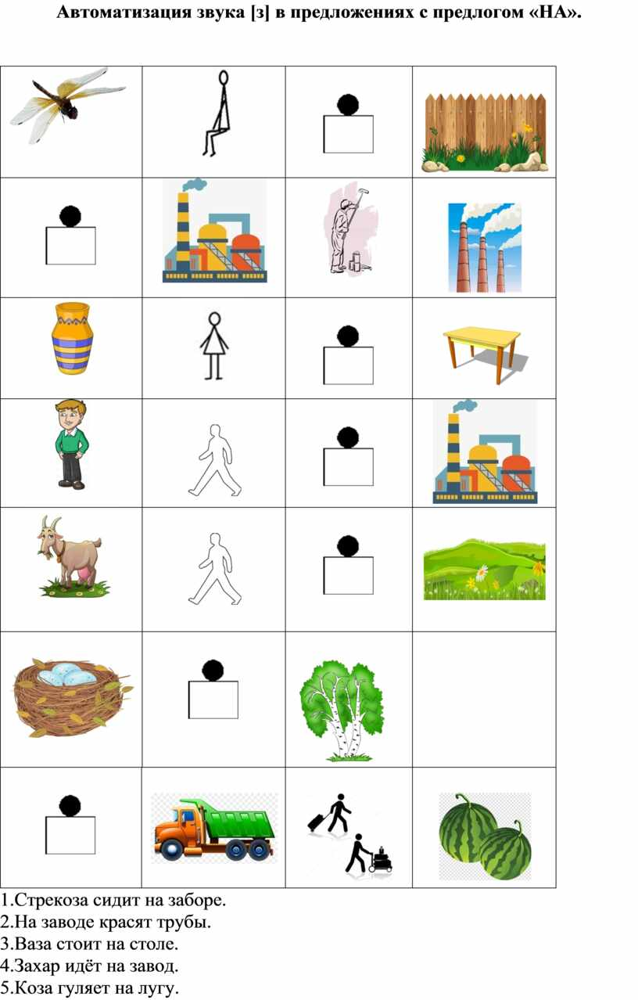 Автоматизация звука [з] в предложениях с предлогом «НА».
1.Стрекоза сидит на заборе.
2.На заводе красят трубы.
3.Ваза стоит на столе.
4.Захар идёт на завод.
5.Коза гуляет на лугу.